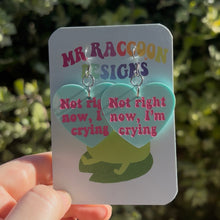 MR RACCOON
DESIGNS
Not right
now, I'm
crying
Not right
now, I'm
crying